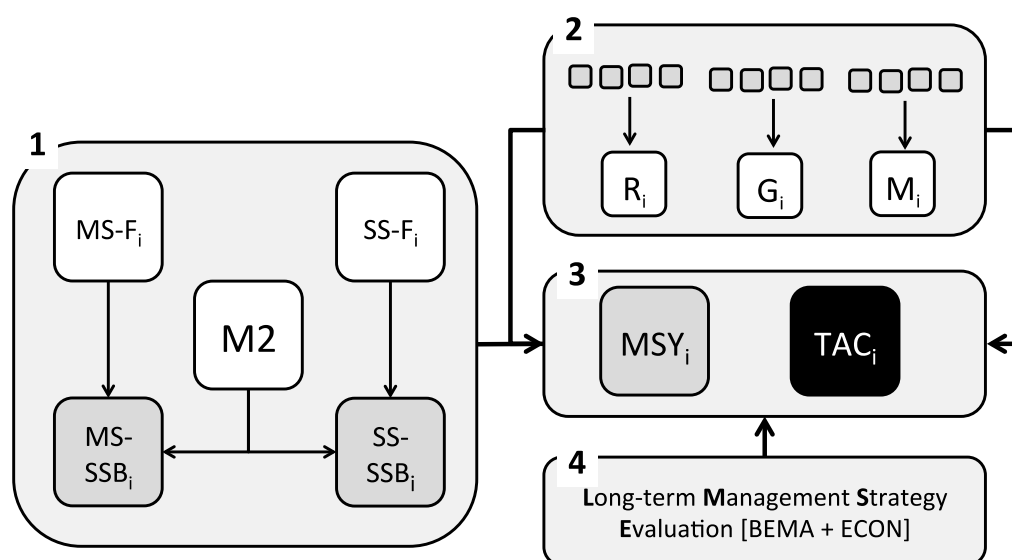 1
MS-Fi
SS-Fi
M2
MS-
SSBi
SS-
SSBi
2
Ri
Gi
Mi
3
MSYi
TACi
4
Long-term Management Strategy
Evaluation [BEMA + ECON]